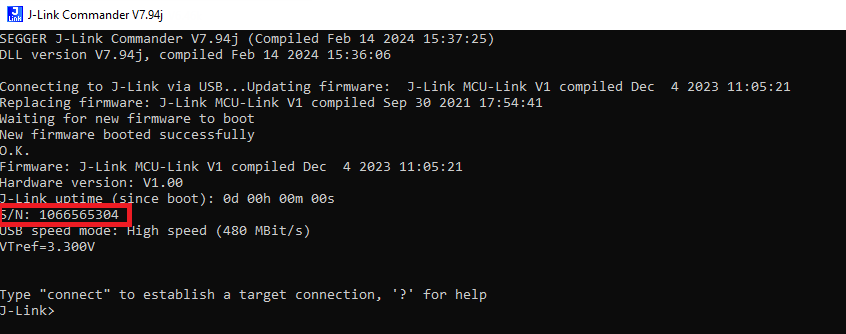 J-Link Commander V7.94j
SEGGER J-Link Commander V7.94j (Compiled Feb 14 2024 15:37:25)
DLL version V7.94j, compiled Feb 14 2024 15:36:06
Connecting to J-Link via USB...Updating firmware:  J-Link MCU-Link V1 compiled Dec  4 2023 11:05:21
Replacing firmware: J-Link MCU-Link V1 compiled Sep 30 2021 17:54:41
Waiting for new firmware to boot
New firmware booted successfully
O.K.
Firmware: J-Link MCU-Link V1 compiled Dec  4 2023 11:05:21
Hardware version: V1.00
J-Link uptime (since boot): 0d 00h 00m 00s
S/N: 1066565304
USB speed mode: High speed (480 MBit/s)
VTref=3.300V
Type "connect" to establish a target connection, '?' for help
J-Link>